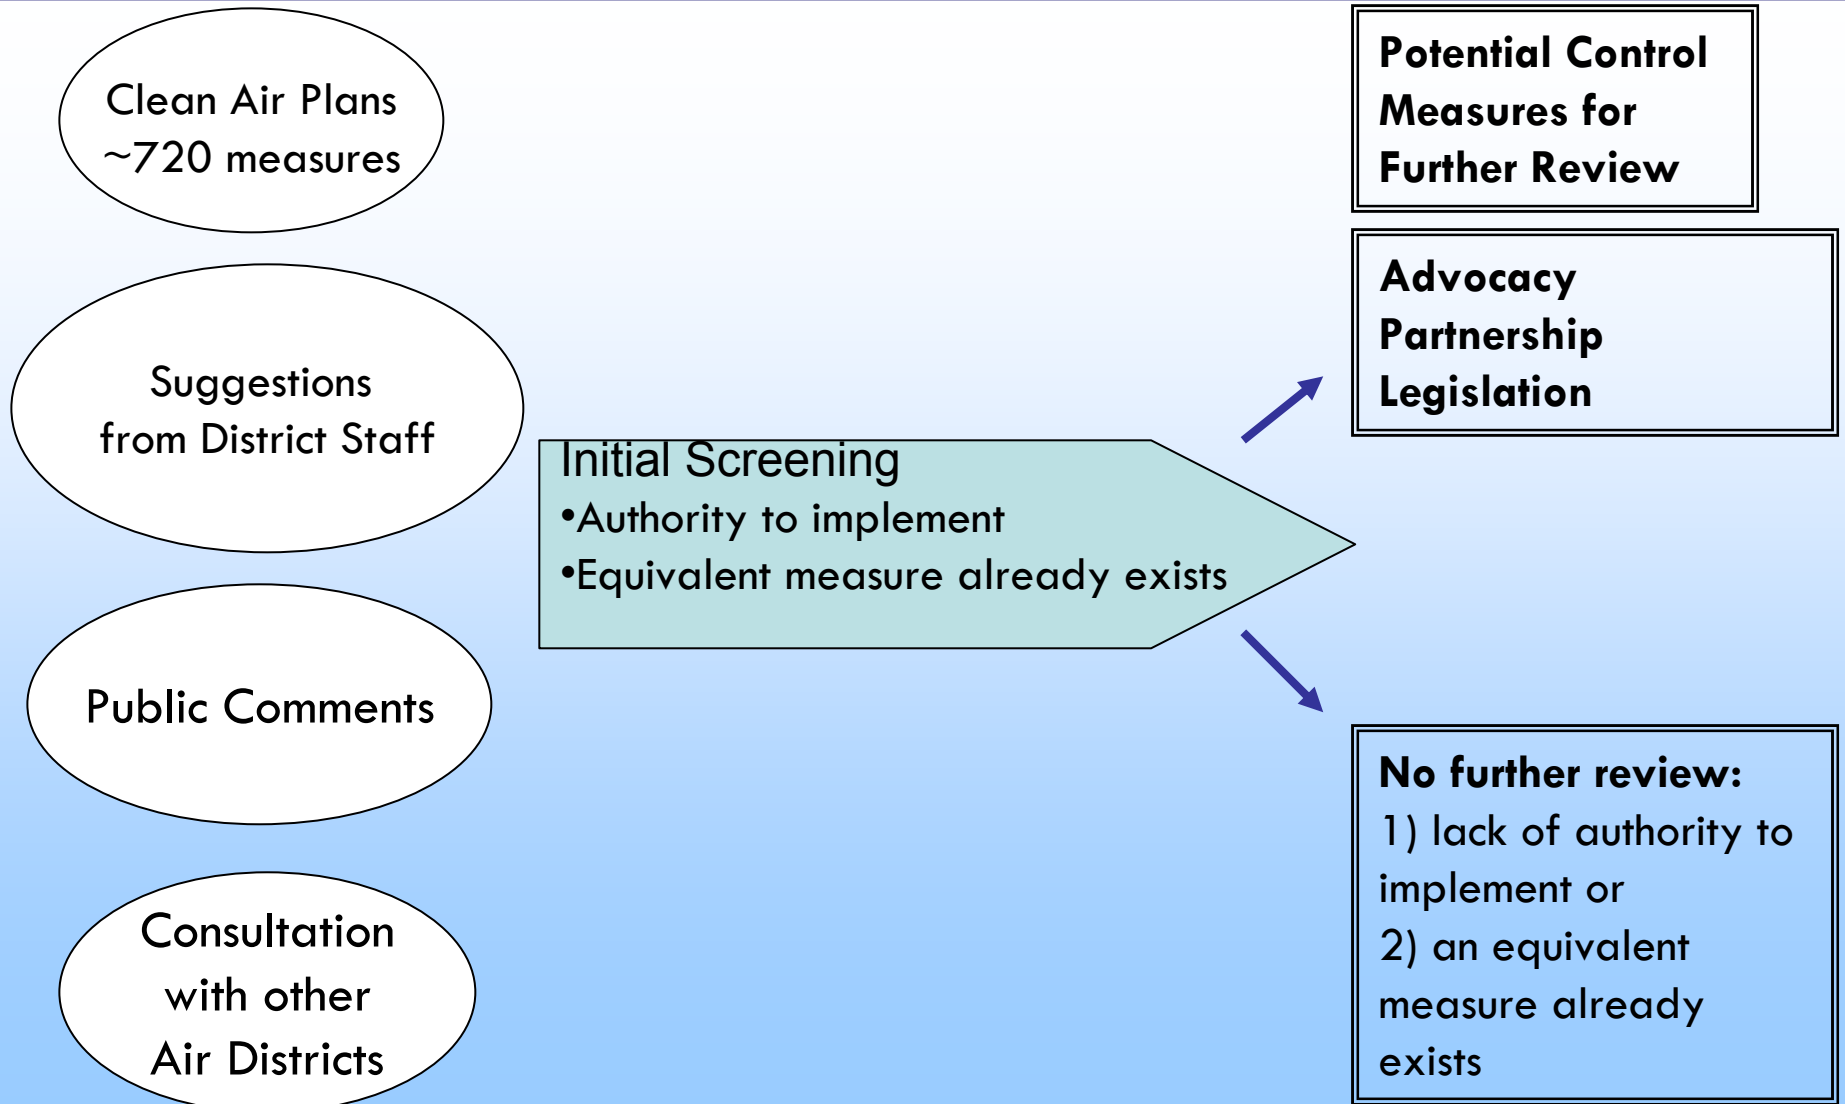 Clean Air Plans
~720 measures
Suggestions
from District Staff
Public Comments
Consultation
with other
Air Districts
Initial Screening
•Authority to implement
•Equivalent measure already exists
Potential Control
Measures for
Further Review
Advocacy
Partnership
Legislation
No further review:
1) lack of authority to
implement or
2) an equivalent
measure already
exists